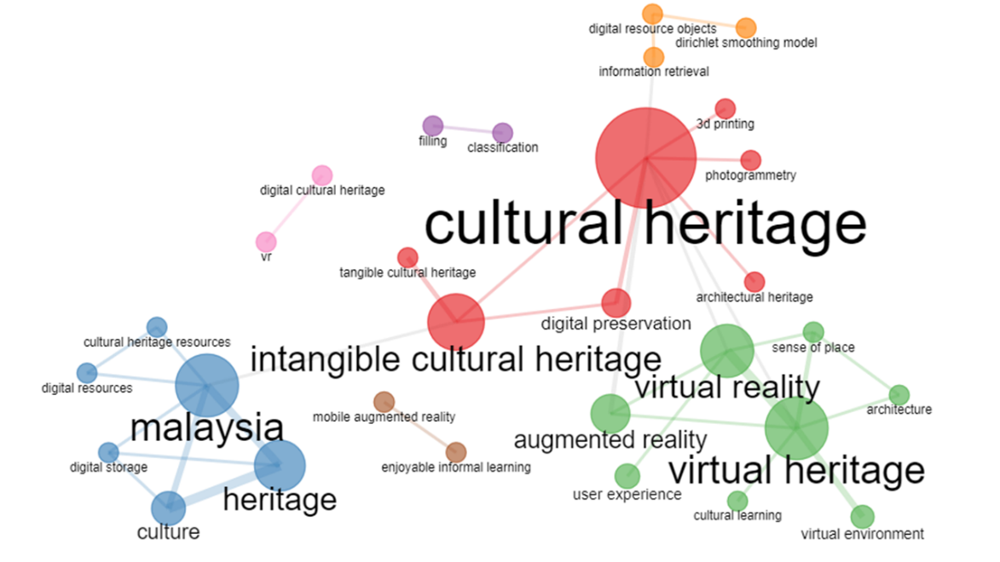 digital resource objects
dirichlet smoothing model
information retrieval
3d printing
filling
classification
photogrammetry
digital cultural heritage
cultural heritage
vr
tangible cultural heritage
architectural heritage
digital preservation
cultural heritage resources
intangible cultural heritage
sense of place
digital resources
virtual reality
architecture
mobile augmented reality
malaysia
augmented reality
digital storage
enjoyable informal learning
virtual heritage
user experience
heritage
cultural learning
culture
virtual environment